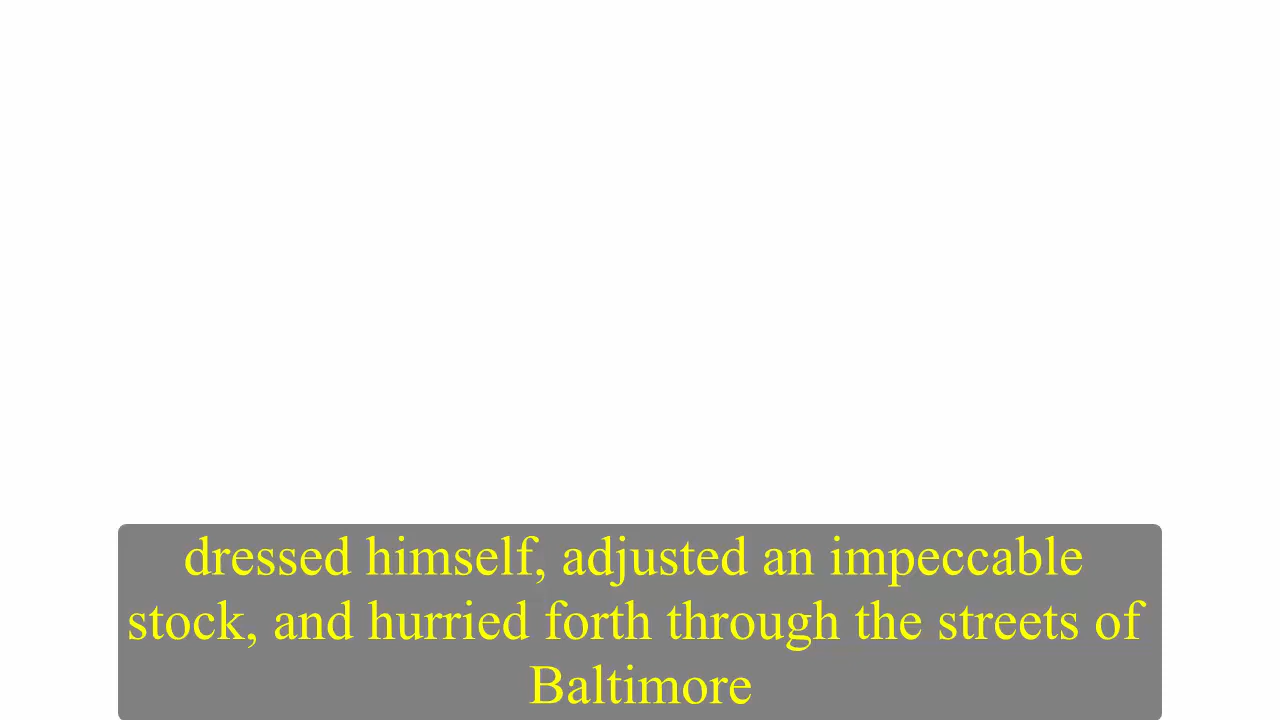 dressed himself, adjusted an impeccable
stock, and hurried forth through the streets of
Baltimore